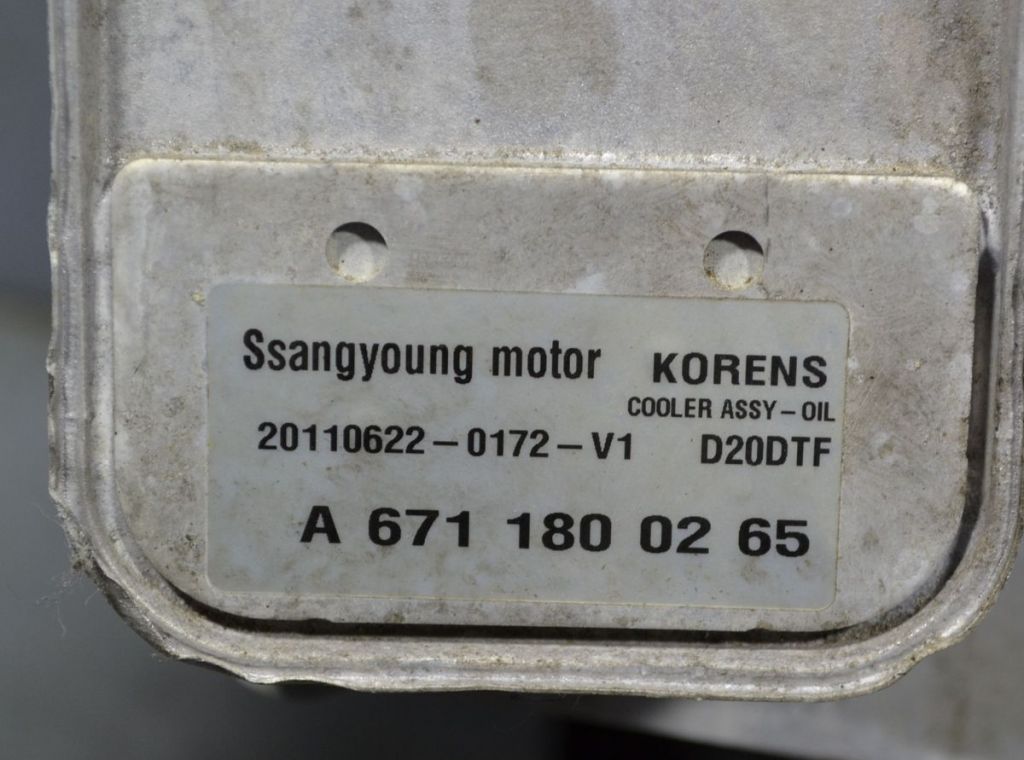 Ssangyoung motor KORENS
COOLER ASSY-OIL
20110622-0172-V1 D20DTF
A 671 180 02 65